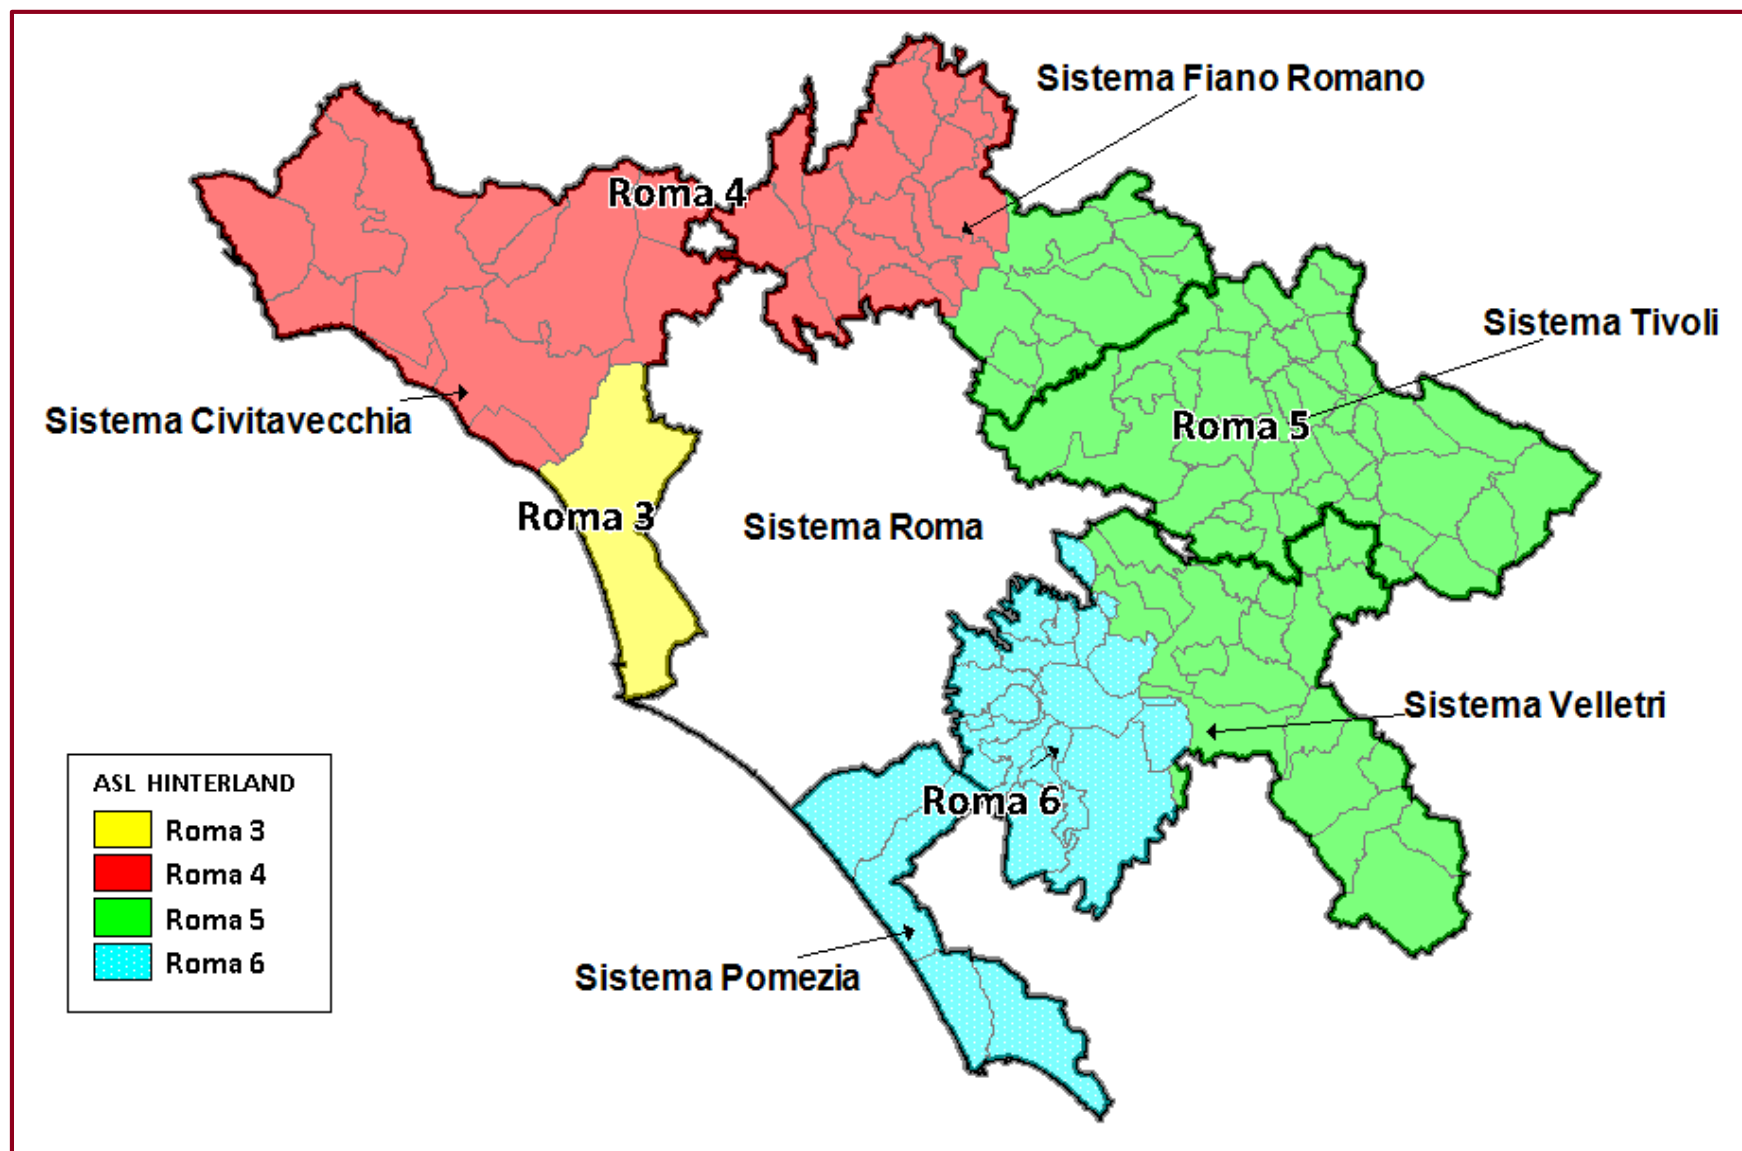 Sistema Fiano Romano
Roma 4
Sistema Tivoli
Sistema Civitavecchia
Roma 5
Roma 3
Sistema Roma
Sistema Velletri
Roma 6
Sistema Pomezia
ASL HINTERLAND
Roma 3
Roma 4
Roma 5
Roma 6